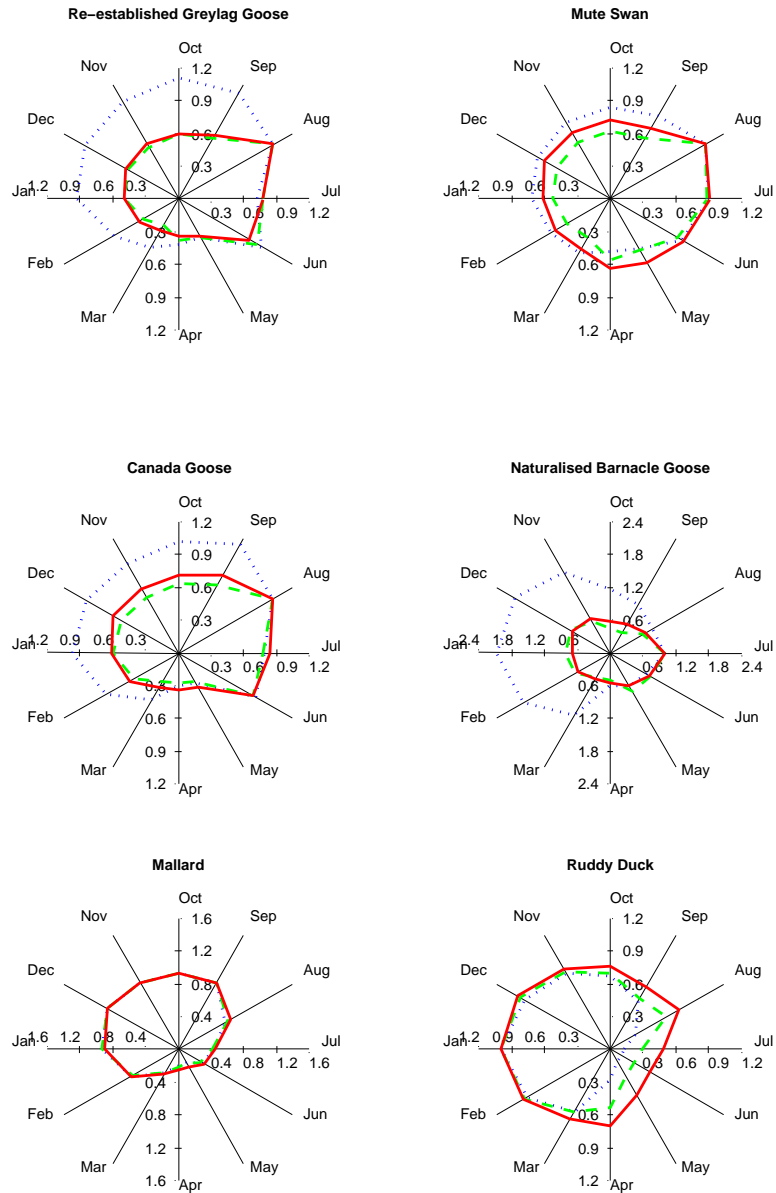 Re−established Greylag Goose
Oct
Nov 1.2 Sep
0.9
Dec 0.6 Aug
0.3
Jan 1.2 0.9 0.6 0.3 0.3 0.6 0.9 1.2 Jul
0.3
Feb 0.6 Jun
0.9
Mar 1.2 May
Apr
Mute Swan
Oct
Nov 1.2 Sep
0.9
Dec 0.6 Aug
0.3
Jan 1.2 0.9 0.6 0.3 0.3 0.6 0.9 1.2 Jul
0.3
Feb 0.6 Jun
0.9
Mar 1.2 May
Apr
Canada Goose
Oct
Nov 1.2 Sep
0.9
Dec 0.6 Aug
0.3
Jan 1.2 0.9 0.6 0.3 0.3 0.6 0.9 1.2 Jul
0.3
Feb 0.6 Jun
0.9
Mar 1.2 May
Apr
Naturalised Barnacle Goose
Oct
Nov 2.4 Sep
1.8
Dec 1.2 Aug
0.6
Jan 2.4 1.8 1.2 0.6 0.6 1.2 1.8 2.4 Jul
0.6
Feb 1.2 Jun
1.8
Mar 2.4 May
Apr
Mallard
Oct
Nov 1.6 Sep
1.2
Dec 0.8 Aug
0.4
Jan 1.6 1.2 0.8 0.4 0.4 0.8 1.2 1.6 Jul
0.4
Feb 0.8 Jun
1.2
Mar 1.6 May
Apr
Ruddy Duck
Oct
Nov 1.2 Sep
0.9
Dec 0.6 Aug
0.3
Jan 1.2 0.9 0.6 0.3 0.3 0.6 0.9 1.2 Jul
0.3
Feb 0.6 Jun
0.9
Mar 1.2 May
Apr